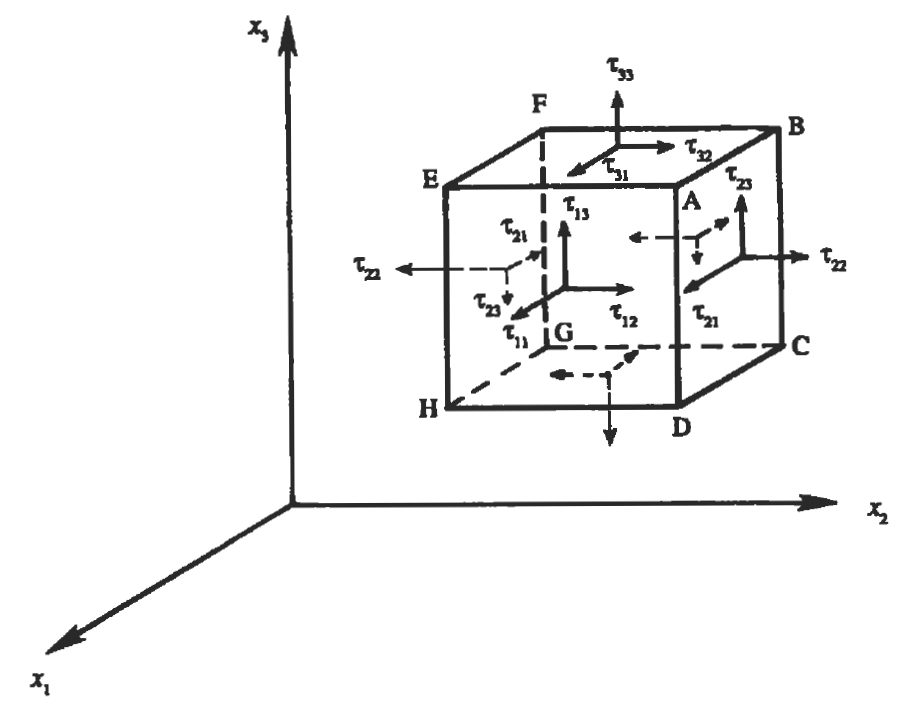 x₃
τ₃₃
F
B
τ₃₂
E
τ₃₁
τ₂₃
A
τ₁₃
τ₂₁
τ₂₂
τ₂₂
τ₂₃
τ₁₂
τ₂₁
τ₁₁
G
C
H
D
x₂
x₁